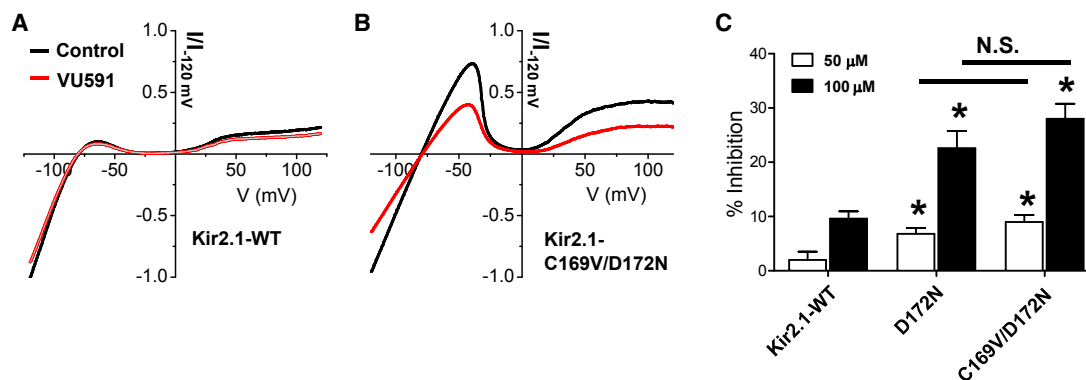 A
Control
VU591
I/I-120 mV
1.0
0.5
-100
-50
50
100
V (mV)
-0.5
-1.0
Kir2.1-WT
B
I/I-120 mV
1.0
0.5
-100
-50
0
50
100
V (mV)
-0.5
-1.0
Kir2.1-
C169V/D172N
C
N.S.
50 µM
100 µM
% Inhibition
40
30
20
10
0
*
*
*
*
Kir2.1-WT
D172N
C169V/D172N